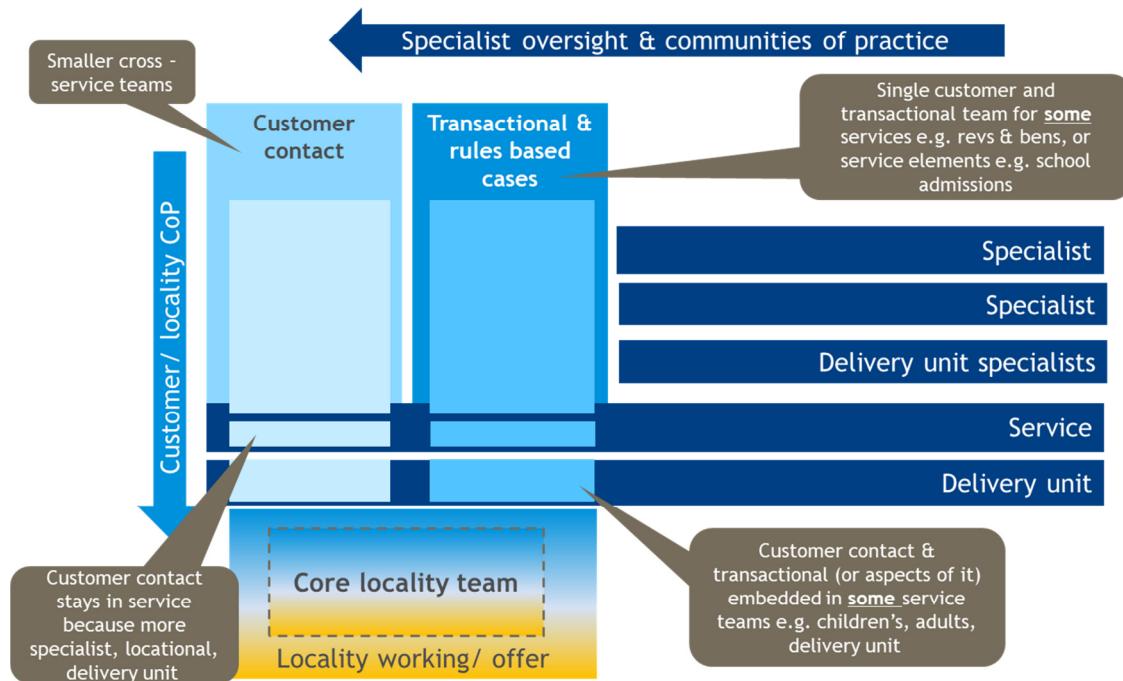 Specialist oversight & communities of practice
Smaller cross –
service teams
Customer
contact
Transactional &
rules based
cases
Single customer and
transactional team for some
services e.g. revs & bens, or
service elements e.g. school
admissions
Customer/ locality CoP
Specialist
Specialist
Delivery unit specialists
Service
Delivery unit
Customer contact
stays in service
because more
specialist, locational,
delivery unit
Core locality team
Locality working/ offer
Customer contact &
transactional (or aspects of it)
embedded in some service
teams e.g. children’s, adults,
delivery unit